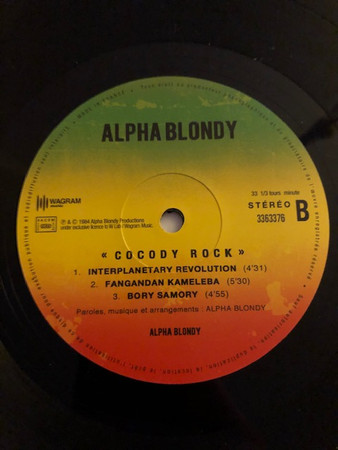 ALPHA BLONDY
WAGRAM
℗ & © 1984 Alpha Blondy Productions
under exclusive licence to W Lab/Wagram Music.
33 1/3 tours minute
STÉRÉO
3363376
B
« COCODY ROCK »
1. INTERPLANETARY REVOLUTION (4'31)
2. FANGANDAN KAMELEBA (5'30)
3. BORY SAMORY (4'55)
Paroles, musique et arrangements : ALPHA BLONDY
ALPHA BLONDY